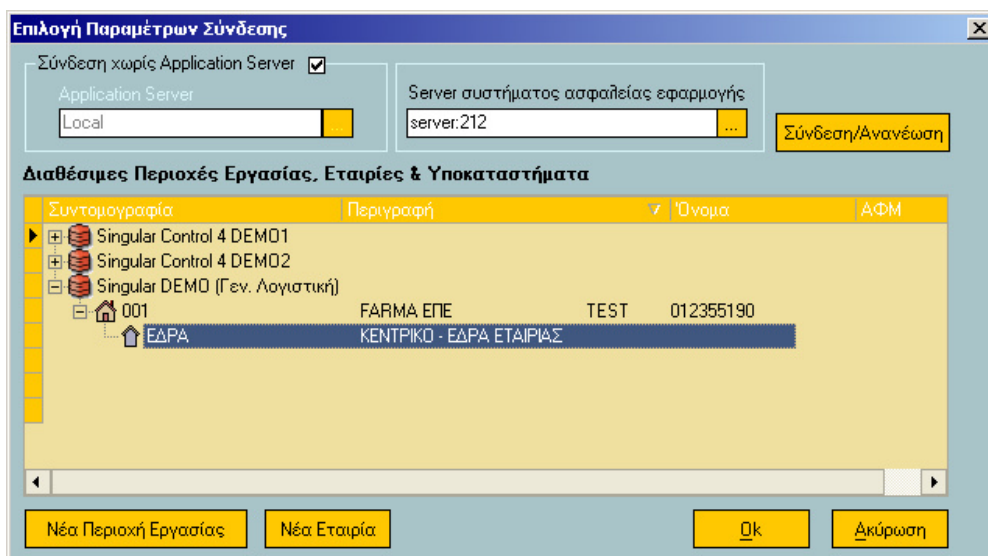 Επιλογή Παραμέτρων Σύνδεσης
Σύνδεση χωρίς Application Server
Application Server
Local
...
Server συστήματος ασφαλείας εφαρμογής
server:212
...
Σύνδεση/Ανανέωση
Διαθέσιμες Περιοχές Εργασίας, Εταιρίες & Υποκαταστήματα
Συντομογραφία Περιγραφή Όνομα ΑΦΜ
Singular Control 4 DEMO1
Singular Control 4 DEMO2
Singular DEMO (Γεν. Λογιστική)
001 FARMA ΕΠΕ TEST 012355190
ΕΔΡΑ ΚΕΝΤΡΙΚΟ - ΕΔΡΑ ΕΤΑΙΡΙΑΣ
Νέα Περιοχή Εργασίας Νέα Εταιρία Ok Ακύρωση